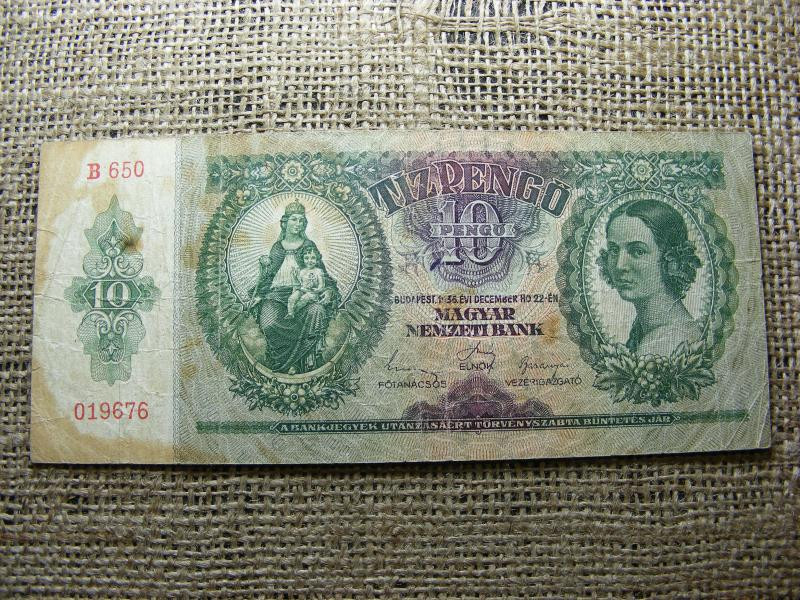 B 650
TÍZPENGŐ
10
PENGŐ
10
BUDAPEST, 1936. ÉVI DECEMBER HÓ 22-ÉN
MAGYAR
NEMZETI BANK
FŐTANÁCSOS
ELNÖK
VEZÉRIGAZGATÓ
019676
A BANKJEGYEK UTÁNZÁSÁÉRT TÖRVÉNYSZABTA BÜNTETÉS JÁR